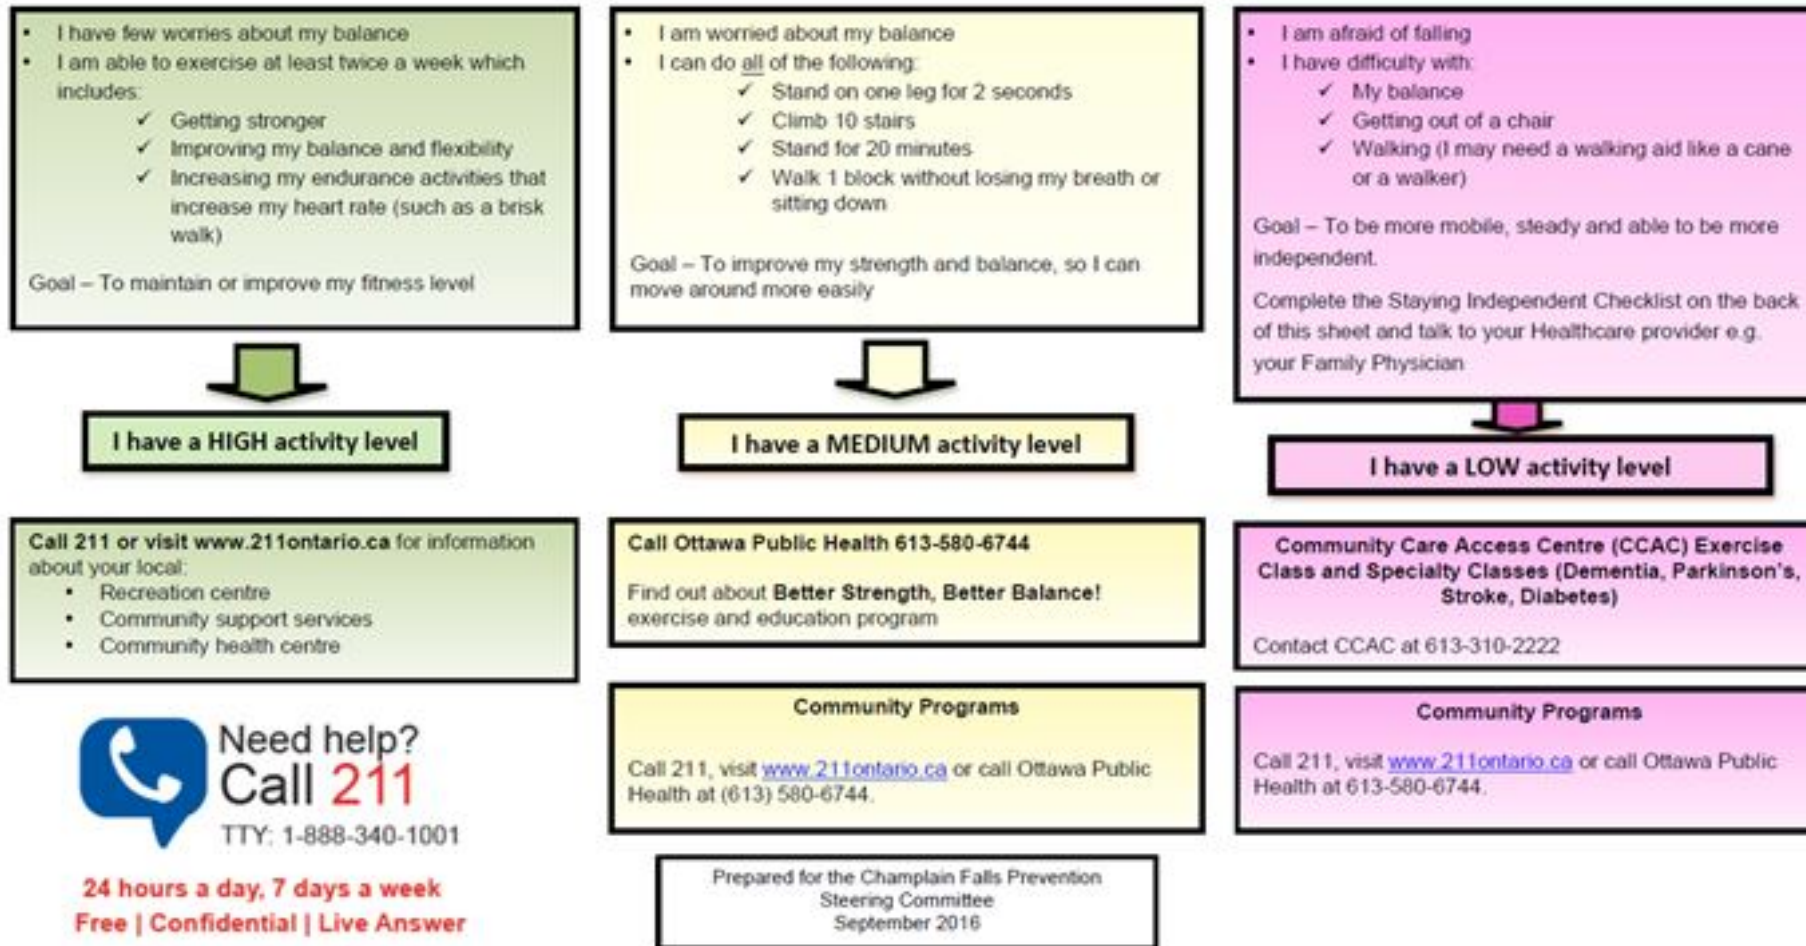 • I have few worries about my balance
• I am able to exercise at least twice a week which
includes:
✓ Getting stronger
✓ Improving my balance and flexibility
✓ Increasing my endurance activities that
increase my heart rate (such as a brisk
walk)
Goal – To maintain or improve my fitness level
I have a HIGH activity level
Call 211 or visit www.211ontario.ca for information
about your local:
• Recreation centre
• Community support services
• Community health centre
Need help?
Call 211
TTY: 1-888-340-1001
24 hours a day, 7 days a week
Free | Confidential | Live Answer
• I am worried about my balance
• I can do all of the following:
✓ Stand on one leg for 2 seconds
✓ Climb 10 stairs
✓ Stand for 20 minutes
✓ Walk 1 block without losing my breath or
sitting down
Goal – To improve my strength and balance, so I can
move around more easily
I have a MEDIUM activity level
Call Ottawa Public Health 613-580-6744
Find out about Better Strength, Better Balance!
exercise and education program
Community Programs
Call 211, visit www.211ontario.ca or call Ottawa Public
Health at (613) 580-6744.
Prepared for the Champlain Falls Prevention
Steering Committee
September 2016
• I am afraid of falling
• I have difficulty with:
✓ My balance
✓ Getting out of a chair
✓ Walking (I may need a walking aid like a cane
or a walker)
Goal – To be more mobile, steady and able to be more
independent.
Complete the Staying Independent Checklist on the back
of this sheet and talk to your Healthcare provider e.g.
your Family Physician
I have a LOW activity level
Community Care Access Centre (CCAC) Exercise
Class and Specialty Classes (Dementia, Parkinson's,
Stroke, Diabetes)
Contact CCAC at 613-310-2222
Community Programs
Call 211, visit www.211ontario.ca or call Ottawa Public
Health at 613-580-6744.